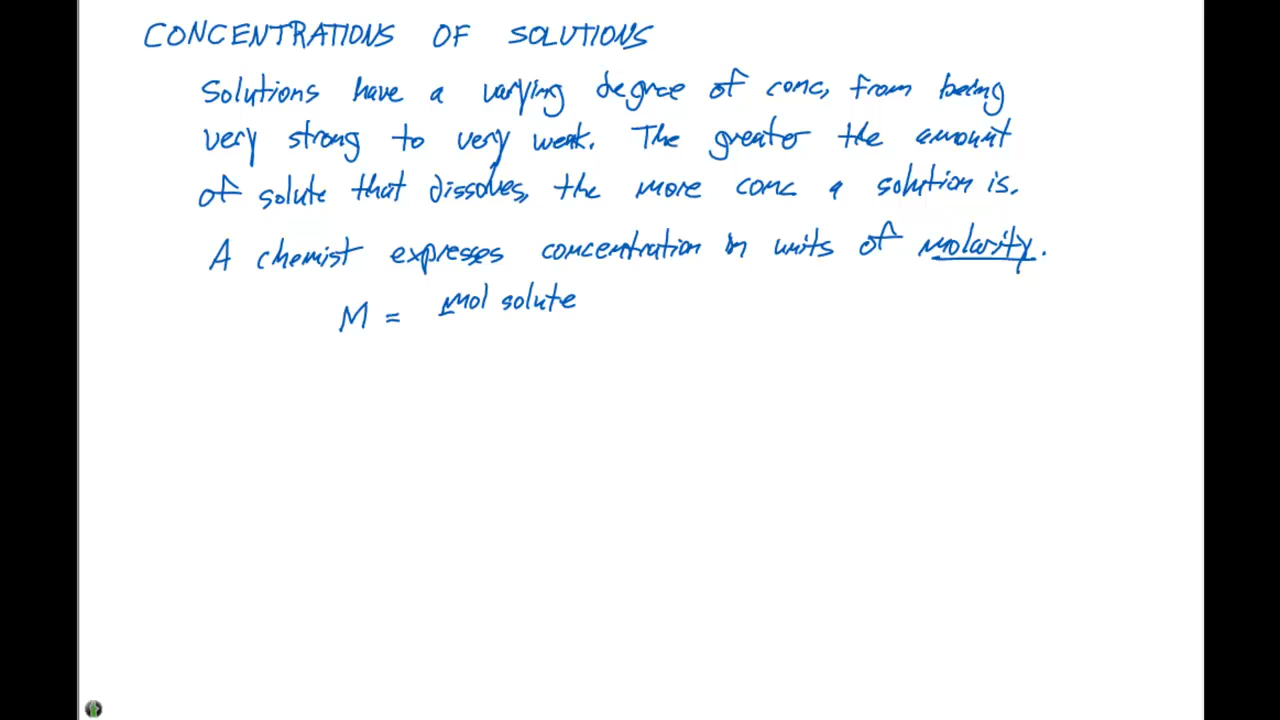 CONCENTRATIONS OF SOLUTIONS
Solutions have a varying degree of conc, from being
very strong to very weak. The greater the amount
of solute that dissolves, the more conc a solution is.
A chemist expresses concentration in units of molarity.
mol solute
M =